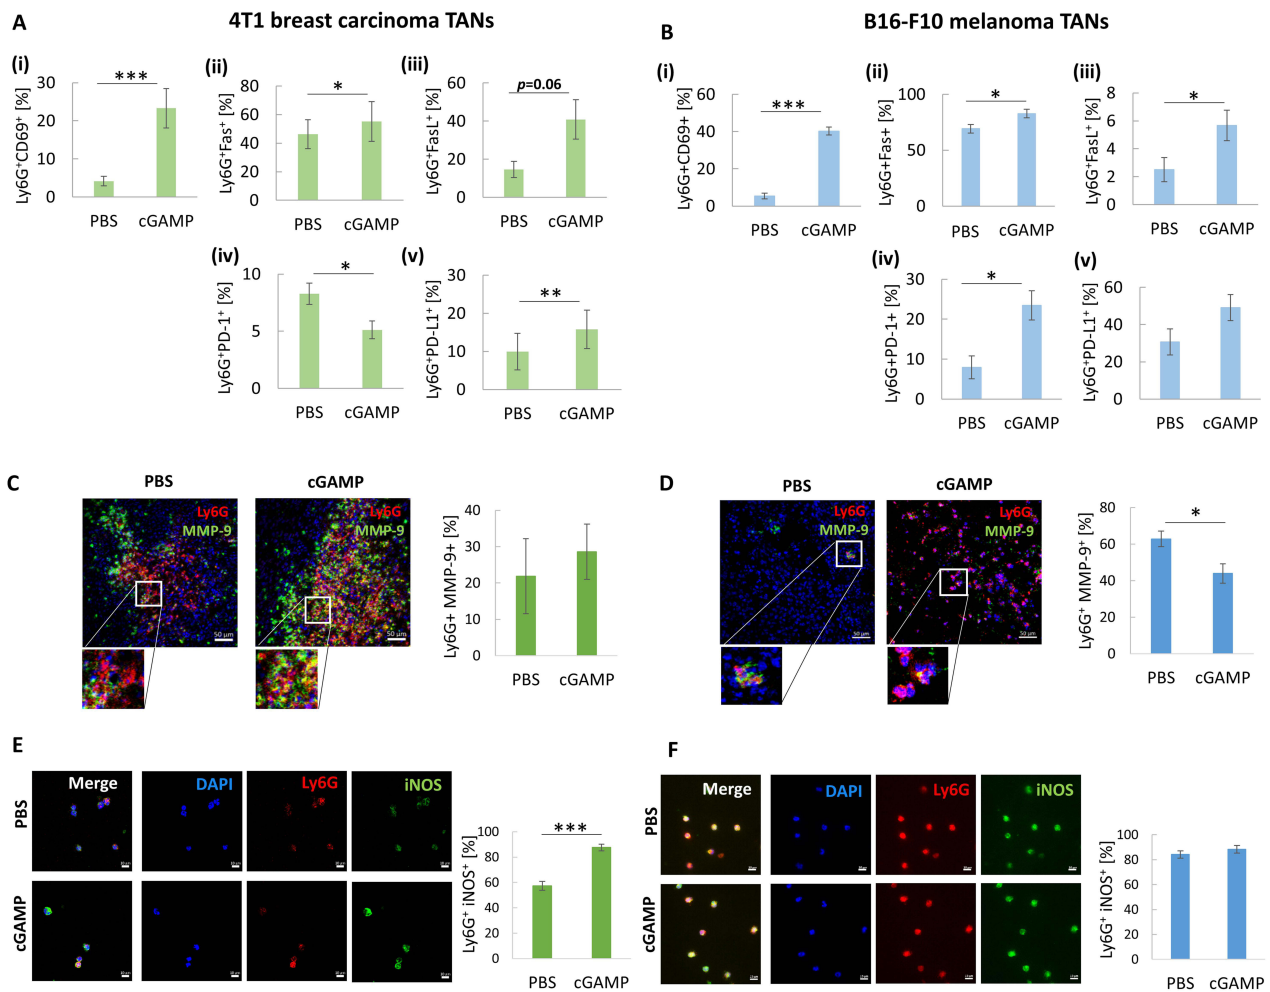 A
4T1 breast carcinoma TANs
(i)
Ly6G⁺CD69⁺ [%]
30
20
10
0
***
PBS cGAMP
(ii)
Ly6G⁺Fas⁺ [%]
80
60
40
20
0
*
PBS cGAMP
(iii)
Ly6G⁺FasL⁺ [%]
60
40
20
0
p=0.06
PBS cGAMP
(iv)
Ly6G⁺PD-1⁺ [%]
10
5
0
*
PBS cGAMP
(v)
Ly6G⁺PD-L1⁺ [%]
30
20
10
0
**
PBS cGAMP
B
B16-F10 melanoma TANs
(i)
Ly6G+CD69+ [%]
60
40
20
0
***
PBS cGAMP
(ii)
Ly6G+Fas+ [%]
100
50
0
*
PBS cGAMP
(iii)
Ly6G⁺FasL⁺ [%]
8
6
4
2
0
*
PBS cGAMP
(iv)
Ly6G+PD-1+ [%]
30
20
10
0
*
PBS cGAMP
(v)
Ly6G⁺PD-L1⁺ [%]
60
40
20
0
PBS cGAMP
C
PBS
Ly6G
MMP-9
50 µm
cGAMP
Ly6G
MMP-9
50 µm
Ly6G+ MMP-9+ [%]
40
30
20
10
0
PBS cGAMP
D
PBS
Ly6G
MMP-9
50 µm
cGAMP
Ly6G
MMP-9
50 µm
Ly6G⁺ MMP-9⁺ [%]
80
60
40
20
0
*
PBS cGAMP
E
PBS
Merge
DAPI
Ly6G
iNOS
cGAMP
Ly6G⁺ iNOS⁺ [%]
100
80
60
40
20
0
***
PBS cGAMP
F
PBS
Merge
DAPI
Ly6G
iNOS
cGAMP
Ly6G⁺ iNOS⁺ [%]
100
80
60
40
20
0
PBS cGAMP